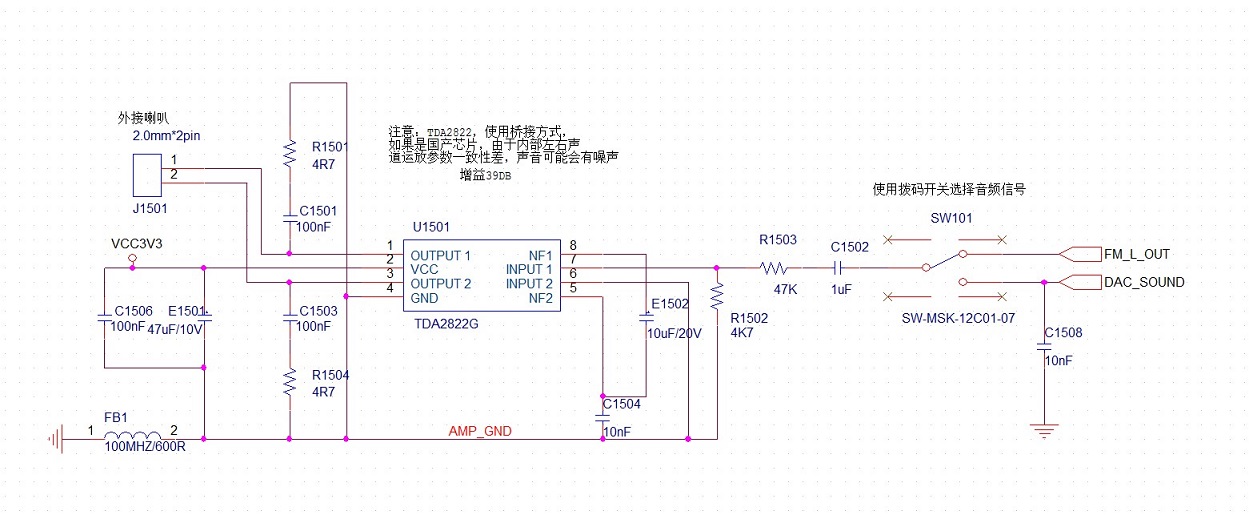 外接喇叭
2.0mm*2pin
1
2
J1501
R1501
4R7
C1501
100nF
注意：TDA2822，使用桥接方式，
如果是国产芯片，由于内部左右声
道运放参数一致性差，声音可能会有噪声
增益39DB
使用拨码开关选择音频信号
SW101
VCC3V3
U1501
1
OUTPUT 1
2
VCC
3
OUTPUT 2
4
GND
8
NF1
7
INPUT 1
6
INPUT 2
5
NF2
TDA2822G
R1503
47K
C1502
1uF
FM_L_OUT
DAC_SOUND
SW-MSK-12C01-07
C1506
100nF
E1501
47uF/10V
C1503
100nF
R1504
4R7
E1502
10uF/20V
R1502
4K7
C1508
10nF
C1504
10nF
FB1
1
2
100MHZ/600R
AMP_GND